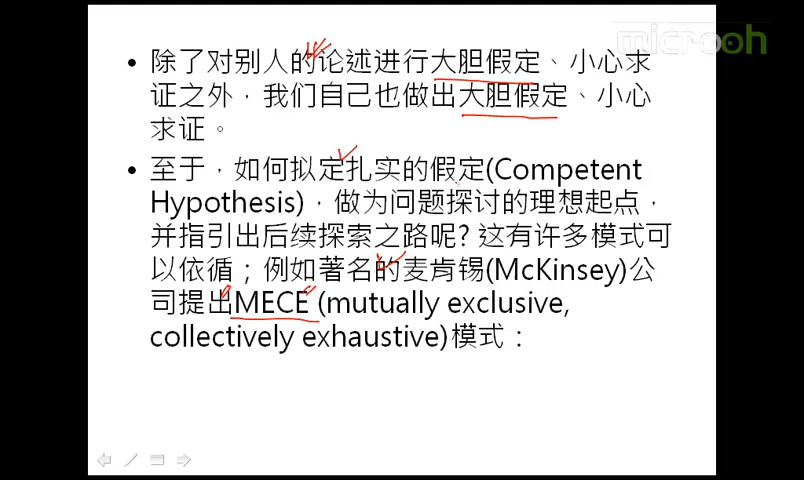 microoh
• 除了对别人的论述进行大胆假定、小心求
证之外，我们自己也做出大胆假定、小心
求证。
• 至于，如何拟定扎实的假定(Competent
Hypothesis)，做为问题探讨的理想起点，
并指引出后续探索之路呢? 这有许多模式可
以依循；例如著名的麦肯锡(McKinsey)公
司提出MECE (mutually exclusive,
collectively exhaustive)模式：